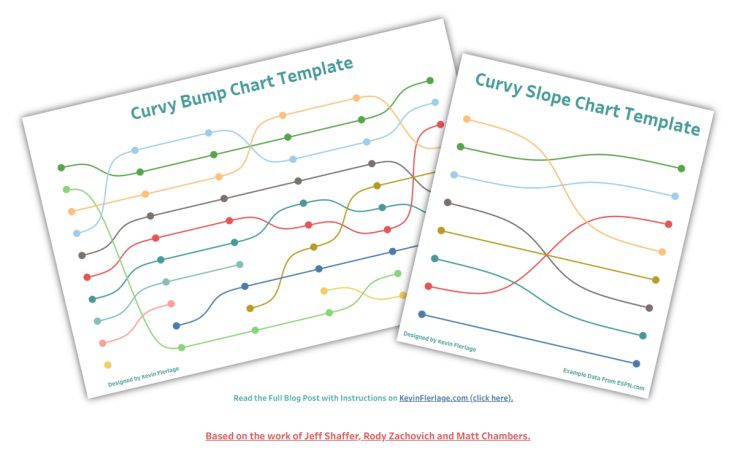 Curvy Bump Chart Template
Designed by Kevin Flerlage
Curvy Slope Chart Template
Designed by Kevin Flerlage
Example Data From ESPN.com
Read the Full Blog Post with Instructions on KevinFlerlage.com (click here).
Based on the work of Jeff Shaffer, Rody Zachovich and Matt Chambers.